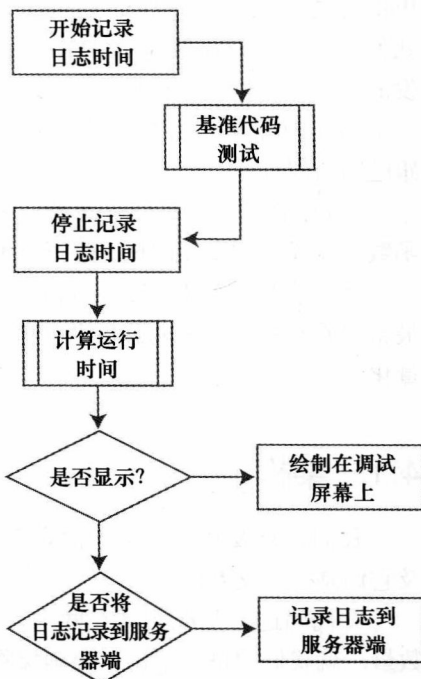 开始记录
日志时间
基准代码
测试
停止记录
日志时间
计算运行
时间
是否显示?
绘制在调试
屏幕上
是否将
日志记录到服务
器端
记录日志到
服务器端